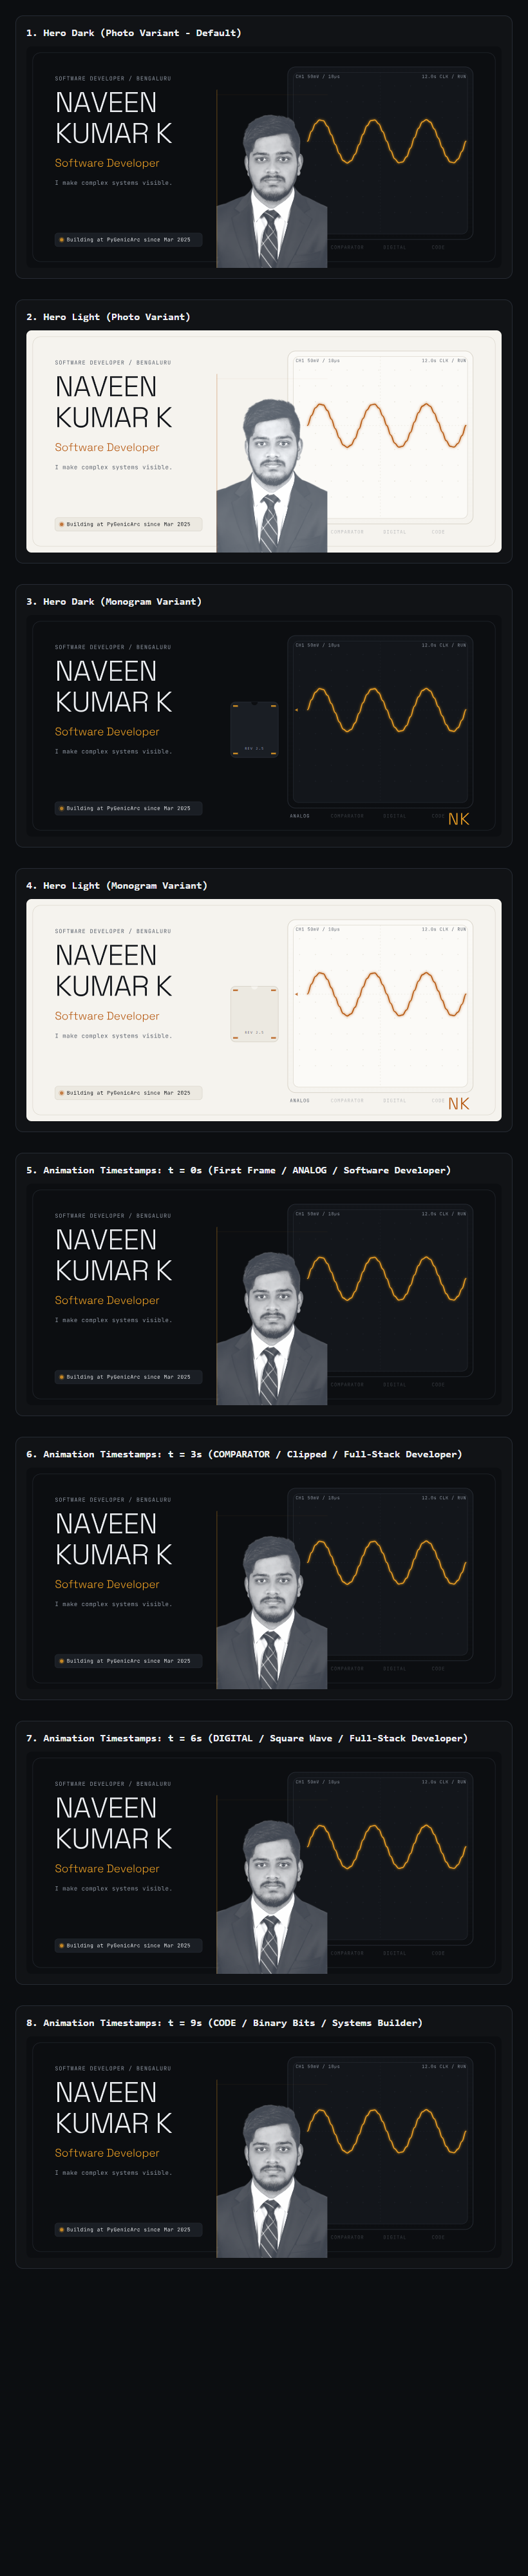 1. Hero Dark (Photo Variant - Default)
SOFTWARE DEVELOPER / BENGALURU
CH1 50mV / 10µs
12.0s CLK / RUN
NAVEEN
KUMAR K
Software Developer
I make complex systems visible.
Building at PyGenicArc since Mar 2025
COMPARATOR
DIGITAL
CODE
2. Hero Light (Photo Variant)
SOFTWARE DEVELOPER / BENGALURU
CH1 50mV / 10µs
12.0s CLK / RUN
NAVEEN
KUMAR K
Software Developer
I make complex systems visible.
Building at PyGenicArc since Mar 2025
COMPARATOR
DIGITAL
CODE
3. Hero Dark (Monogram Variant)
SOFTWARE DEVELOPER / BENGALURU
CH1 50mV / 10µs
12.0s CLK / RUN
NAVEEN
KUMAR K
Software Developer
I make complex systems visible.
Building at PyGenicArc since Mar 2025
ANALOG
COMPARATOR
DIGITAL
CODE
NK
4. Hero Light (Monogram Variant)
SOFTWARE DEVELOPER / BENGALURU
CH1 50mV / 10µs
12.0s CLK / RUN
NAVEEN
KUMAR K
Software Developer
I make complex systems visible.
Building at PyGenicArc since Mar 2025
ANALOG
COMPARATOR
DIGITAL
CODE
NK
5. Animation Timestamps: t = 0s (First Frame / ANALOG / Software Developer)
SOFTWARE DEVELOPER / BENGALURU
CH1 50mV / 10µs
12.0s CLK / RUN
NAVEEN
KUMAR K
Software Developer
I make complex systems visible.
Building at PyGenicArc since Mar 2025
COMPARATOR
DIGITAL
CODE
6. Animation Timestamps: t = 3s (COMPARATOR / Clipped / Full-Stack Developer)
SOFTWARE DEVELOPER / BENGALURU
CH1 50mV / 10µs
12.0s CLK / RUN
NAVEEN
KUMAR K
Software Developer
I make complex systems visible.
Building at PyGenicArc since Mar 2025
COMPARATOR
DIGITAL
CODE
7. Animation Timestamps: t = 6s (DIGITAL / Square Wave / Full-Stack Developer)
SOFTWARE DEVELOPER / BENGALURU
CH1 50mV / 10µs
12.0s CLK / RUN
NAVEEN
KUMAR K
Software Developer
I make complex systems visible.
Building at PyGenicArc since Mar 2025
COMPARATOR
DIGITAL
CODE
8. Animation Timestamps: t = 9s (CODE / Binary Bits / Systems Builder)
SOFTWARE DEVELOPER / BENGALURU
CH1 50mV / 10µs
12.0s CLK / RUN
NAVEEN
KUMAR K
Software Developer
I make complex systems visible.
Building at PyGenicArc since Mar 2025
COMPARATOR
DIGITAL
CODE